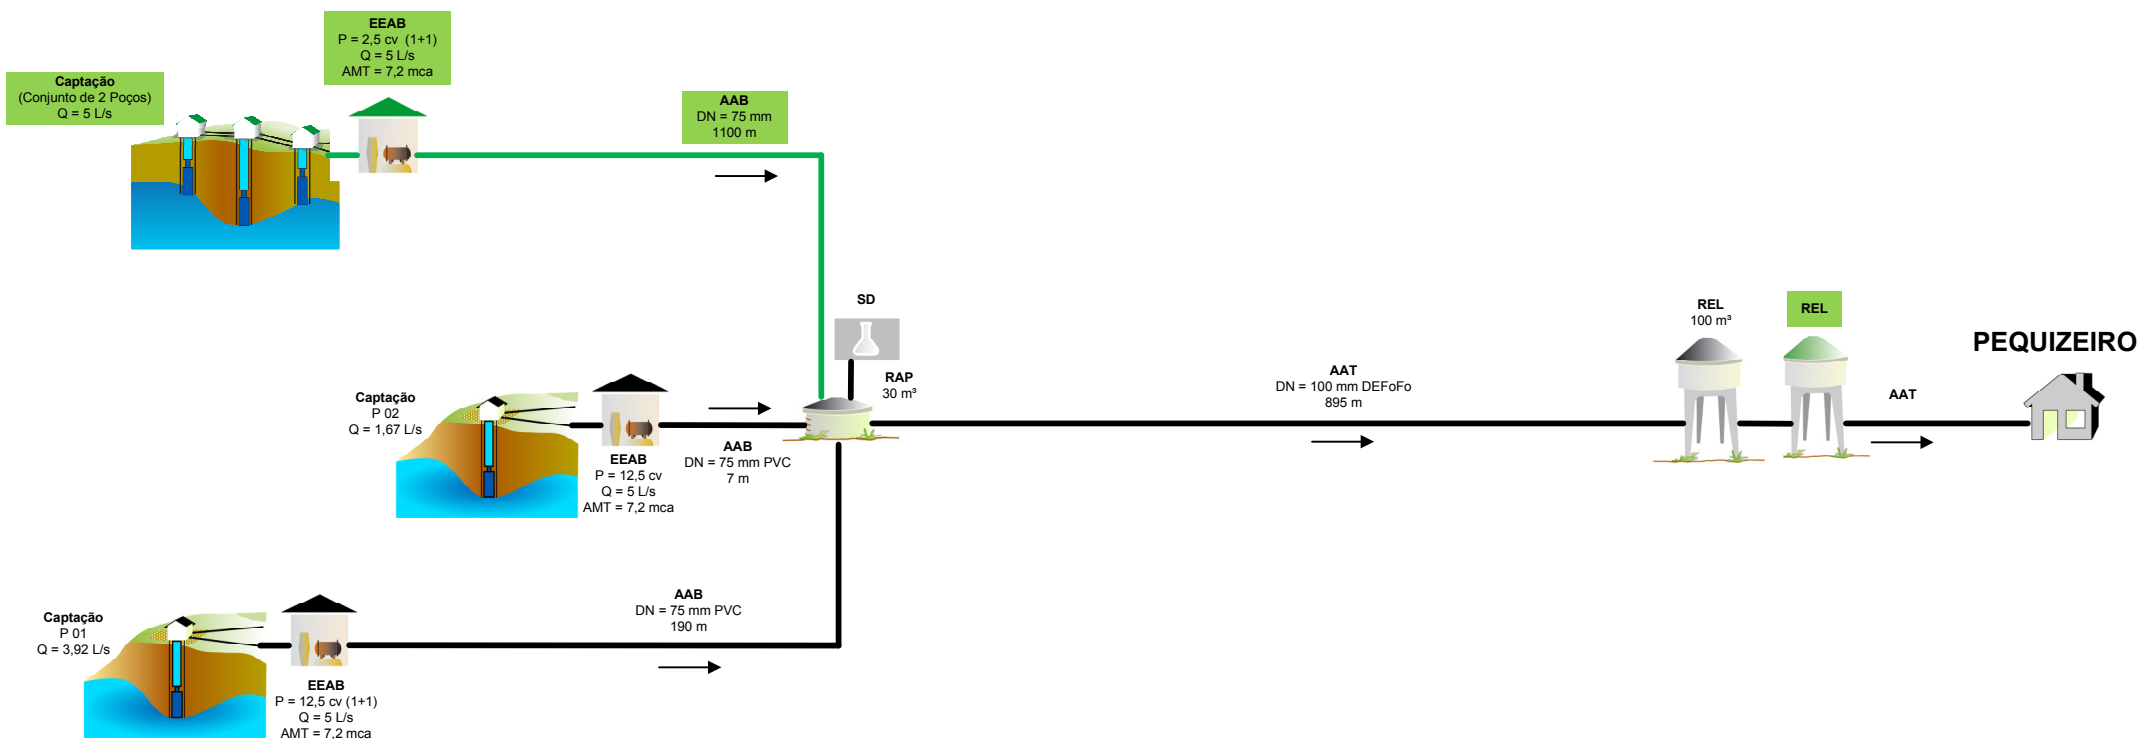 EEAB
P = 2,5 cv (1+1)
Q = 5 L/s
AMT = 7,2 mca
Captação
(Conjunto de 2 Poços)
Q = 5 L/s
AAB
DN = 75 mm
1100 m
SD
RAP
30 m³
REL
100 m³
REL
PEQUIZEIRO
AAT
DN = 100 mm DEFoFo
895 m
AAT
Captação
P 02
Q = 1,67 L/s
EEAB
P = 12,5 cv
Q = 5 L/s
AMT = 7,2 mca
AAB
DN = 75 mm PVC
7 m
Captação
P 01
Q = 3,92 L/s
EEAB
P = 12,5 cv (1+1)
Q = 5 L/s
AMT = 7,2 mca
AAB
DN = 75 mm PVC
190 m